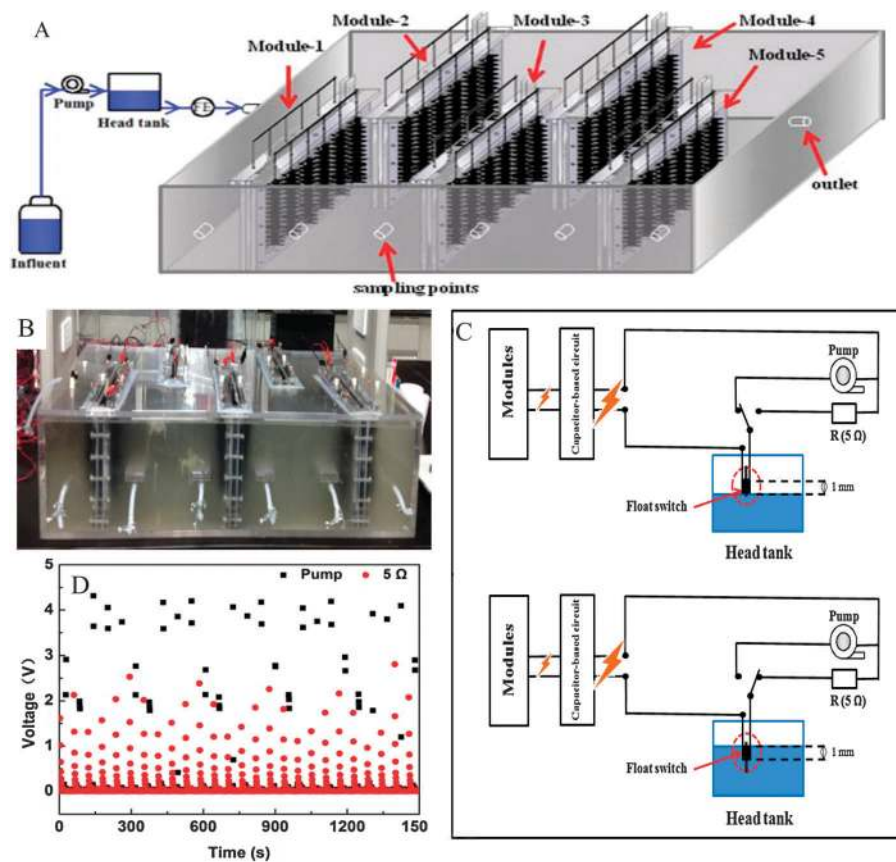 A
Module-1
Module-2
Module-3
Module-4
Module-5
Pump
Head tank
Influent
sampling points
outlet
B
C
Modules
Capacitor-based circuit
Pump
R (5 Ω)
Float switch
1 mm
Head tank
Modules
Capacitor-based circuit
Pump
R (5 Ω)
Float switch
1 mm
Head tank
D
Pump
5 Ω
Voltage (V)
5
4
3
2
1
0
0
300
600
900
1200
150
Time (s)